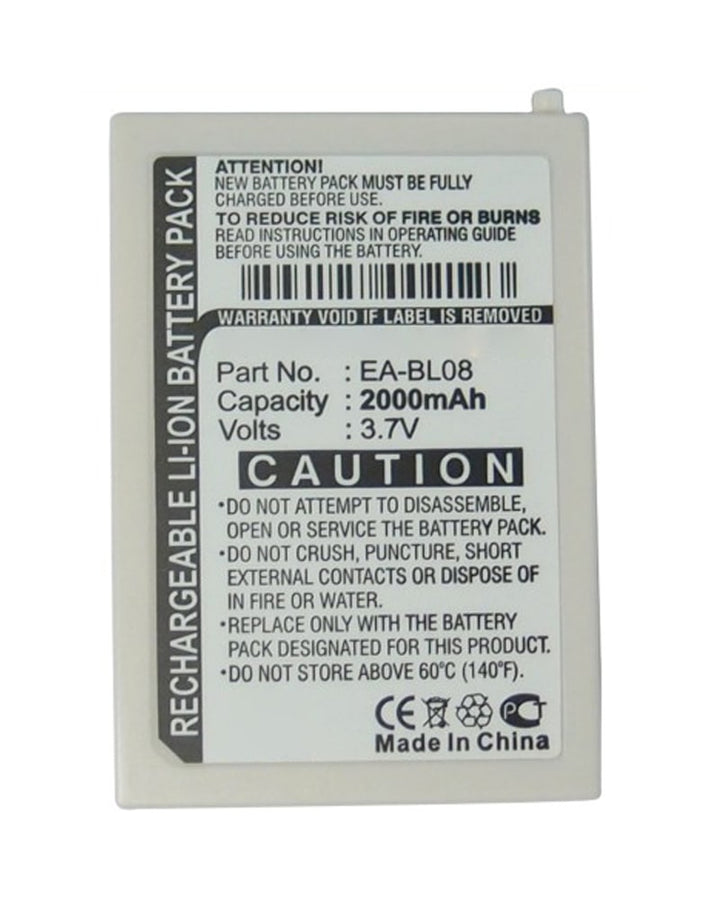 RECHARGEABLE LI-ION BATTERY PACK
ATTENTION!
NEW BATTERY PACK MUST BE FULLY
CHARGED BEFORE USE.
TO REDUCE RISK OF FIRE OR BURNS
READ INSTRUCTIONS IN OPERATING GUIDE
BEFORE USING THE BATTERY.
WARRANTY VOID IF LABEL IS REMOVED
Part No. : EA-BL08
Capacity : 2000mAh
Volts : 3.7V
CAUTION
•DO NOT ATTEMPT TO DISASSEMBLE,
OPEN OR SERVICE THE BATTERY PACK.
•DO NOT CRUSH, PUNCTURE, SHORT
EXTERNAL CONTACTS OR DISPOSE OF
IN FIRE OR WATER.
•REPLACE ONLY WITH THE BATTERY
PACK DESIGNATED FOR THIS PRODUCT.
•DO NOT STORE ABOVE 60°C (140°F).
CE PCT
Made In China